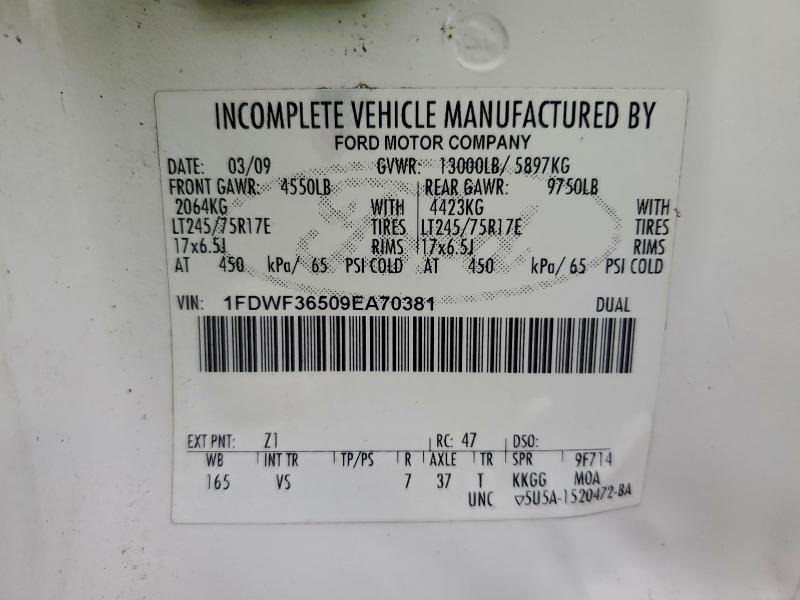 INCOMPLETE VEHICLE MANUFACTURED BY
FORD MOTOR COMPANY
DATE: 03/09 GVWR: 13000LB/ 5897KG
FRONT GAWR: 4550LB REAR GAWR: 9750LB
2064KG WITH 4423KG WITH
LT245/75R17E TIRES LT245/75R17E TIRES
17x6.5J RIMS 17x6.5J RIMS
AT 450 kPa/ 65 PSI COLD AT 450 kPa/ 65 PSI COLD
VIN: 1FDWF36509EA70381 DUAL
EXT PNT: Z1 RC: 47 DSO:
WB INT TR TP/PS R AXLE TR SPR 9F714
165 VS 7 37 T KKGG MOA
UNC ▽5U5A-1520472-BA